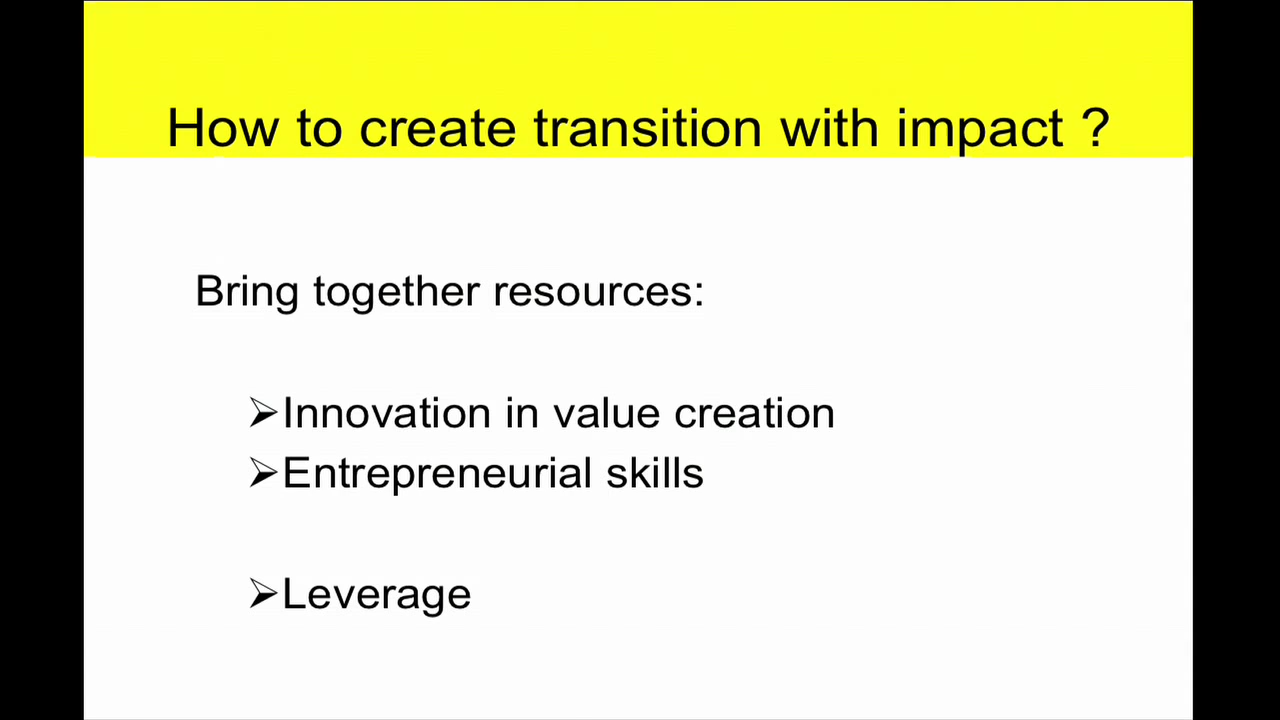 How to create transition with impact ?
Bring together resources:
➢Innovation in value creation
➢Entrepreneurial skills
➢Leverage